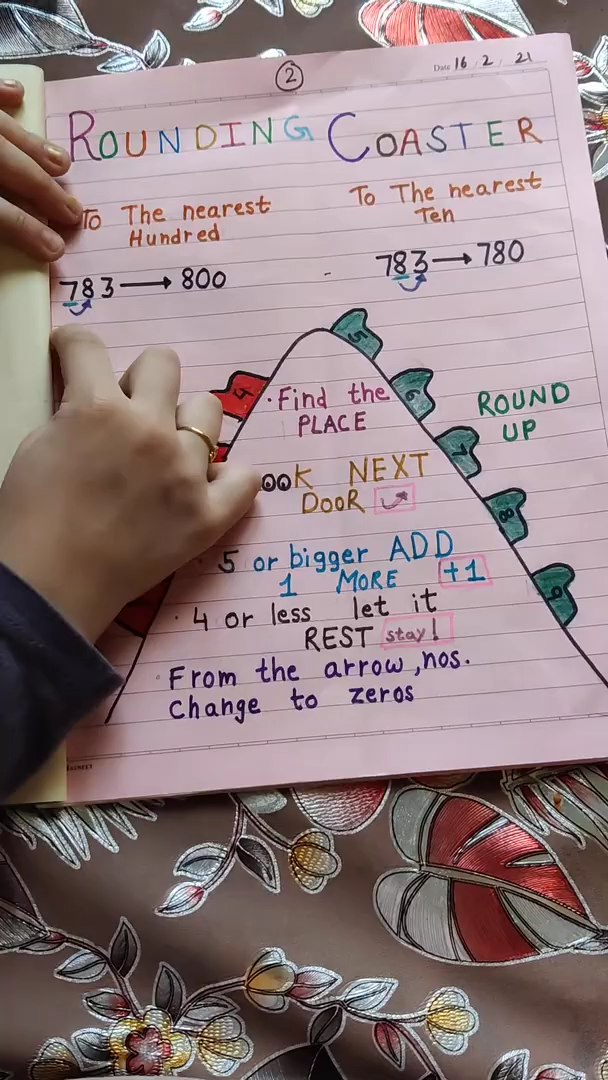 2
Date 16 2 21
ROUNDING COASTER
To The nearest
Hundred
783 → 800
To The nearest
Ten
783 → 780
5
6
7
8
9
4
ROUND
UP
· Find the
PLACE
NEXT
DOOR
· 5 or bigger ADD
1 MORE +1
· 4 or less let it
REST stay!
· From the arrow, nos.
Change to zeros